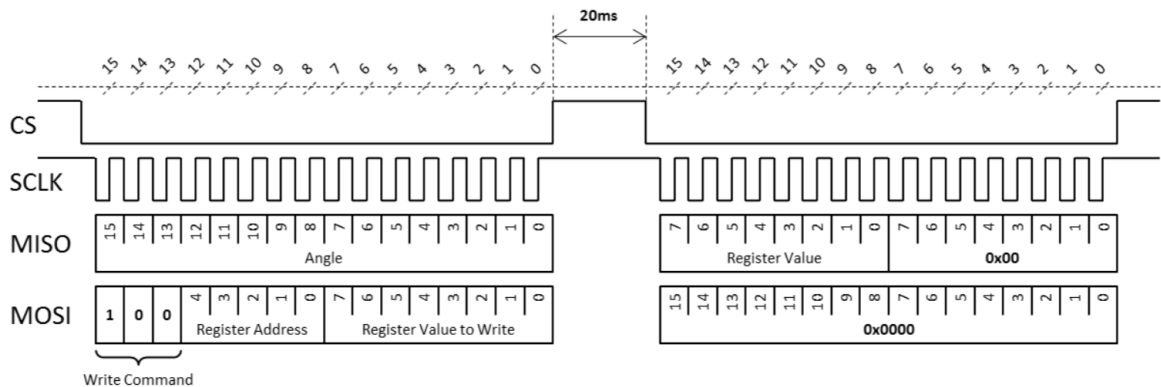 20ms
15 14 13 12 11 10 9 8 7 6 5 4 3 2 1 0 15 14 13 12 11 10 9 8 7 6 5 4 3 2 1 0
CS
SCLK
MISO 15 14 13 12 11 10 9 8 7 6 5 4 3 2 1 0 7 6 5 4 3 2 1 0 7 6 5 4 3 2 1 0
Angle Register Value 0x00
MOSI 1 0 0 4 3 2 1 0 7 6 5 4 3 2 1 0 15 14 13 12 11 10 9 8 7 6 5 4 3 2 1 0
Register Address Register Value to Write 0x0000
Write Command